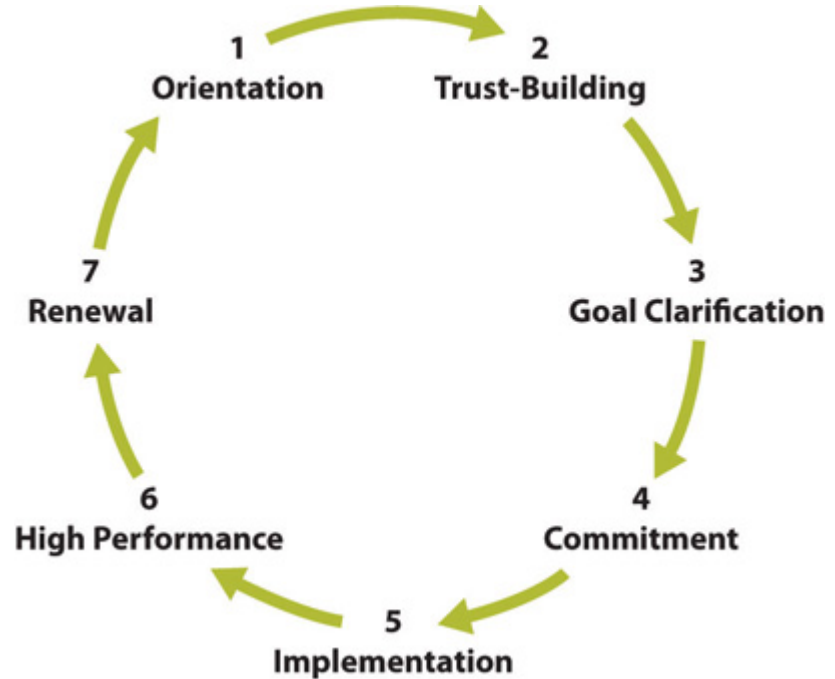 1
Orientation
2
Trust-Building
3
Goal Clarification
4
Commitment
5
Implementation
6
High Performance
7
Renewal